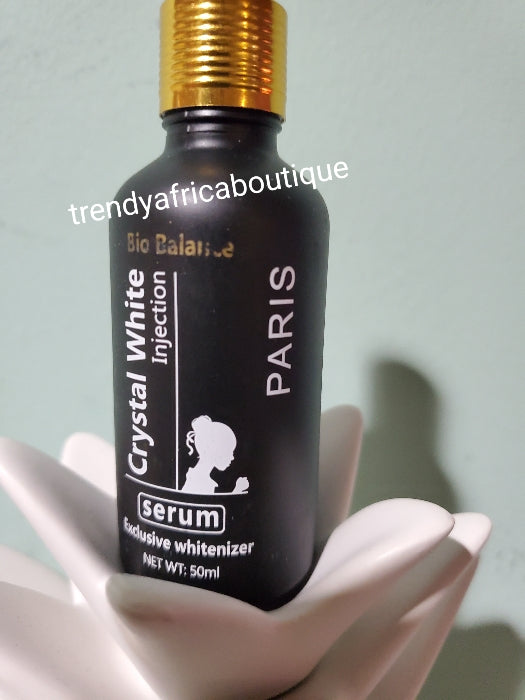 trendyafricaboutique
Bio Balance
Crystal White
Injection
PARIS
serum
Exclusive whitenizer
NET WT: 50ml